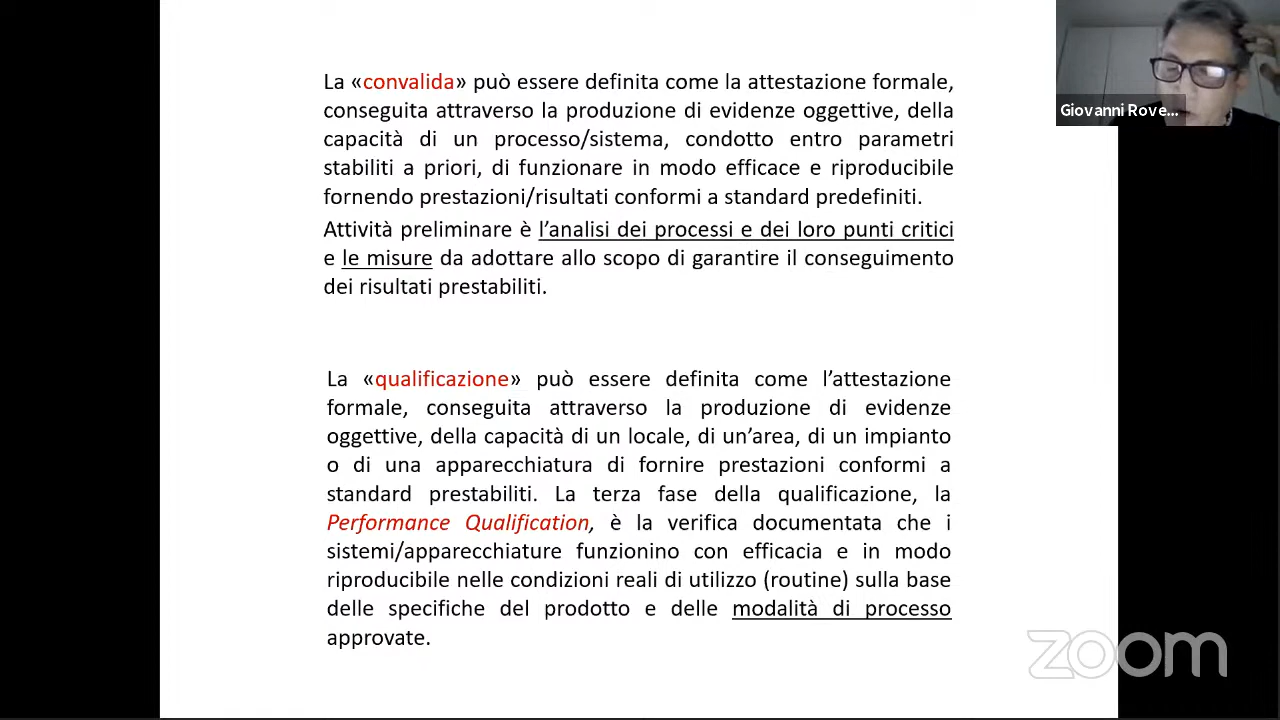 La «convalida» può essere definita come la attestazione formale,
conseguita attraverso la produzione di evidenze oggettive, della
capacità di un processo/sistema, condotto entro parametri
stabiliti a priori, di funzionare in modo efficace e riproducibile
fornendo prestazioni/risultati conformi a standard predefiniti.
Attività preliminare è l’analisi dei processi e dei loro punti critici
e le misure da adottare allo scopo di garantire il conseguimento
dei risultati prestabiliti.
La «qualificazione» può essere definita come l’attestazione
formale, conseguita attraverso la produzione di evidenze
oggettive, della capacità di un locale, di un’area, di un impianto
o di una apparecchiatura di fornire prestazioni conformi a
standard prestabiliti. La terza fase della qualificazione, la
Performance Qualification, è la verifica documentata che i
sistemi/apparecchiature funzionino con efficacia e in modo
riproducibile nelle condizioni reali di utilizzo (routine) sulla base
delle specifiche del prodotto e delle modalità di processo
approvate.
Giovanni Rove...
zoom